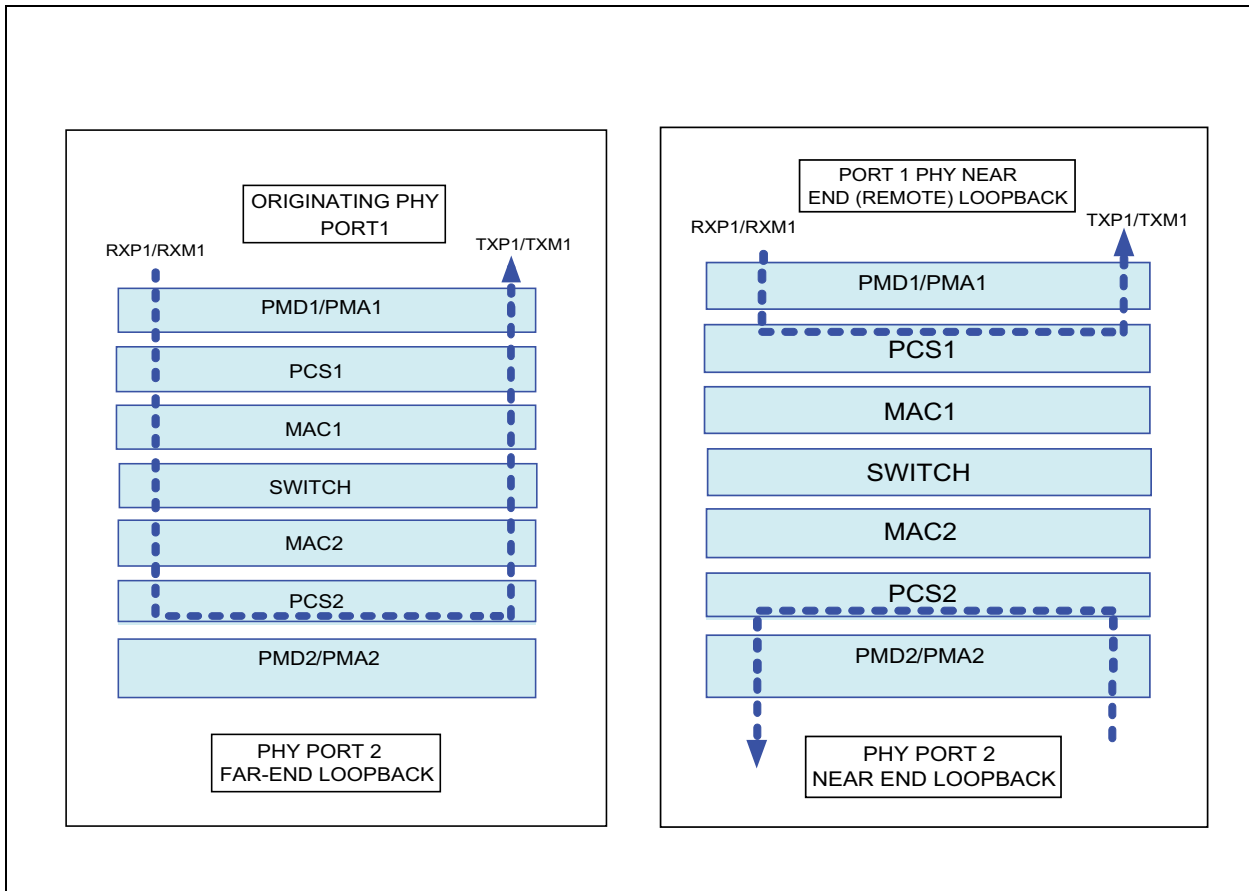 ORIGINATING PHY
PORT1
RXP1/RXM1
TXP1/TXM1
PMD1/PMA1
PCS1
MAC1
SWITCH
MAC2
PCS2
PMD2/PMA2
PHY PORT 2
FAR-END LOOPBACK
PORT 1 PHY NEAR
END (REMOTE) LOOPBACK
RXP1/RXM1
TXP1/TXM1
PMD1/PMA1
PCS1
MAC1
SWITCH
MAC2
PCS2
PMD2/PMA2
PHY PORT 2
NEAR END LOOPBACK